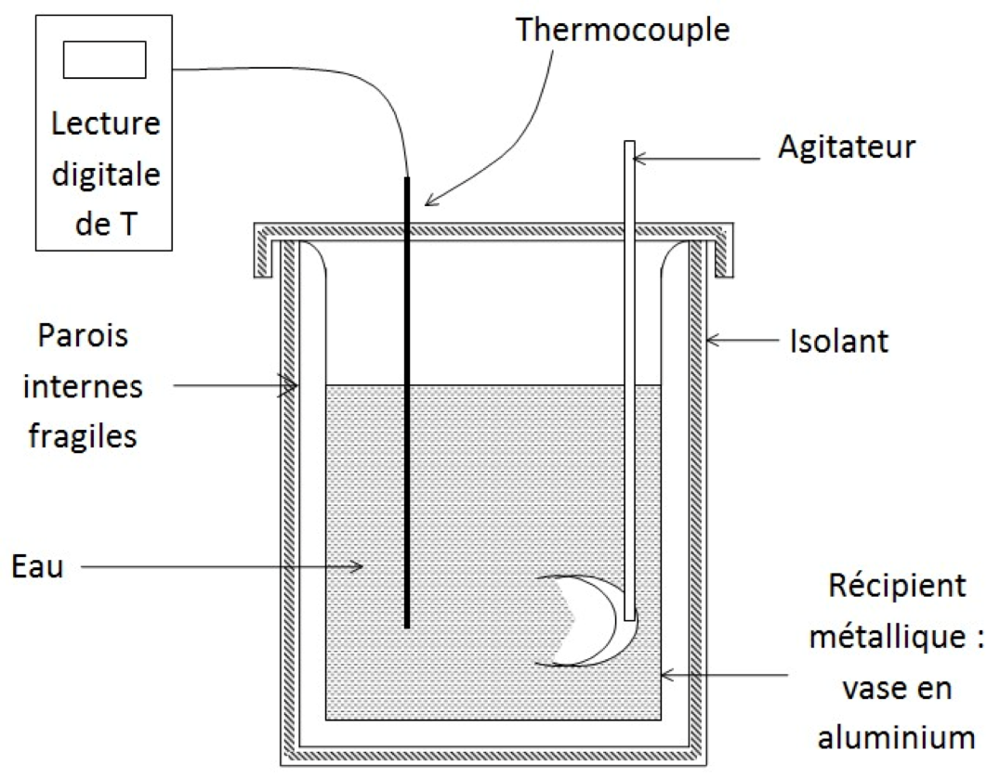 Thermocouple
Lecture
digitale
de T
Agitateur
Parois
internes
fragiles
Isolant
Eau
Récipient
métallique :
vase en
aluminium